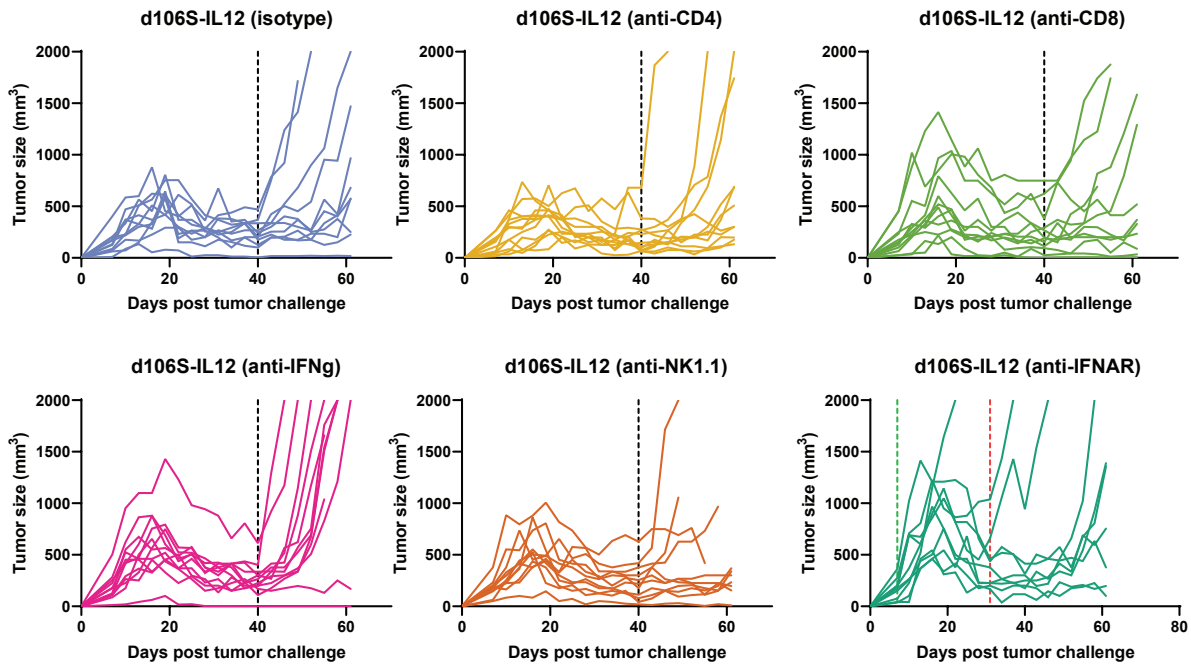 d106S-IL12 (isotype)
2000
1500
1000
500
0
0 20 40 60
Tumor size (mm3)
Days post tumor challenge
d106S-IL12 (anti-CD4)
2000
1500
1000
500
0
0 20 40 60
Tumor size (mm3)
Days post tumor challenge
d106S-IL12 (anti-CD8)
2000
1500
1000
500
0
0 20 40 60 80
Tumor size (mm3)
Days post tumor challenge
d106S-IL12 (anti-IFNg)
2000
1500
1000
500
0
0 20 40 60
Tumor size (mm3)
Days post tumor challenge
d106S-IL12 (anti-NK1.1)
2000
1500
1000
500
0
0 20 40 60
Tumor size (mm3)
Days post tumor challenge
d106S-IL12 (anti-IFNAR)
2000
1500
1000
500
0
0 20 40 60 80
Tumor size (mm3)
Days post tumor challenge